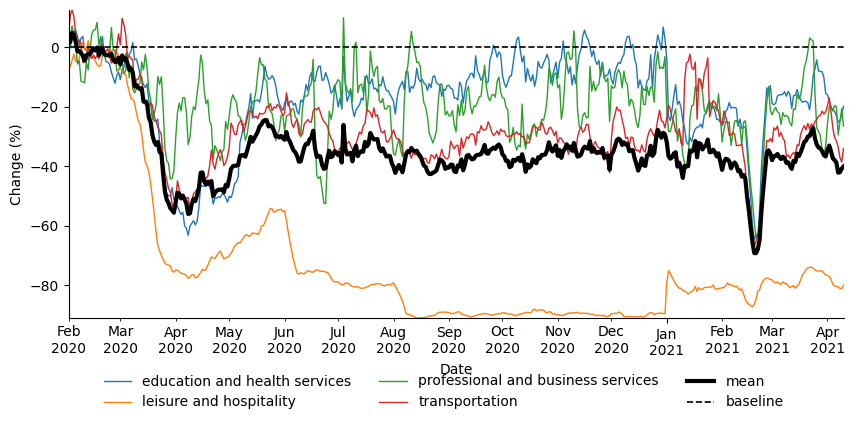 Change (%)
0
−20
−40
−60
−80
Feb Mar Apr May Jun Jul Aug Sep Oct Nov Dec Jan Feb Mar Apr
2020 2020 2020 2020 2020 2020 2020 2020 2020 2020 2020 2021 2021 2021 2021
Date
education and health services professional and business services mean
leisure and hospitality transportation baseline